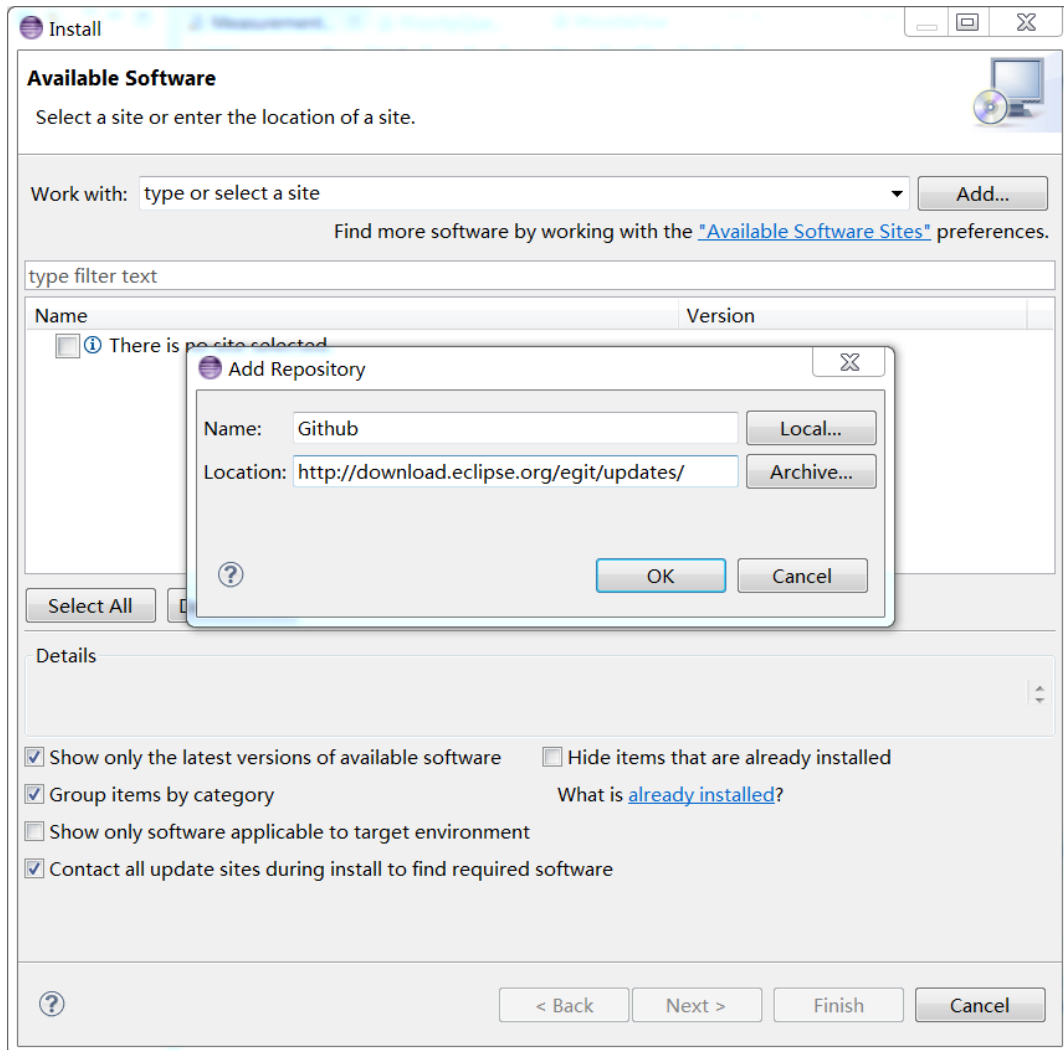 Install
Available Software
Select a site or enter the location of a site.
Work with: type or select a site Add...
Find more software by working with the "Available Software Sites" preferences.
type filter text
Name Version
There is no site selected
Add Repository
Name: Github Local...
Location: http://download.eclipse.org/egit/updates/ Archive...
OK Cancel
Select All
Details
Show only the latest versions of available software Hide items that are already installed
Group items by category What is already installed?
Show only software applicable to target environment
Contact all update sites during install to find required software
< Back Next > Finish Cancel